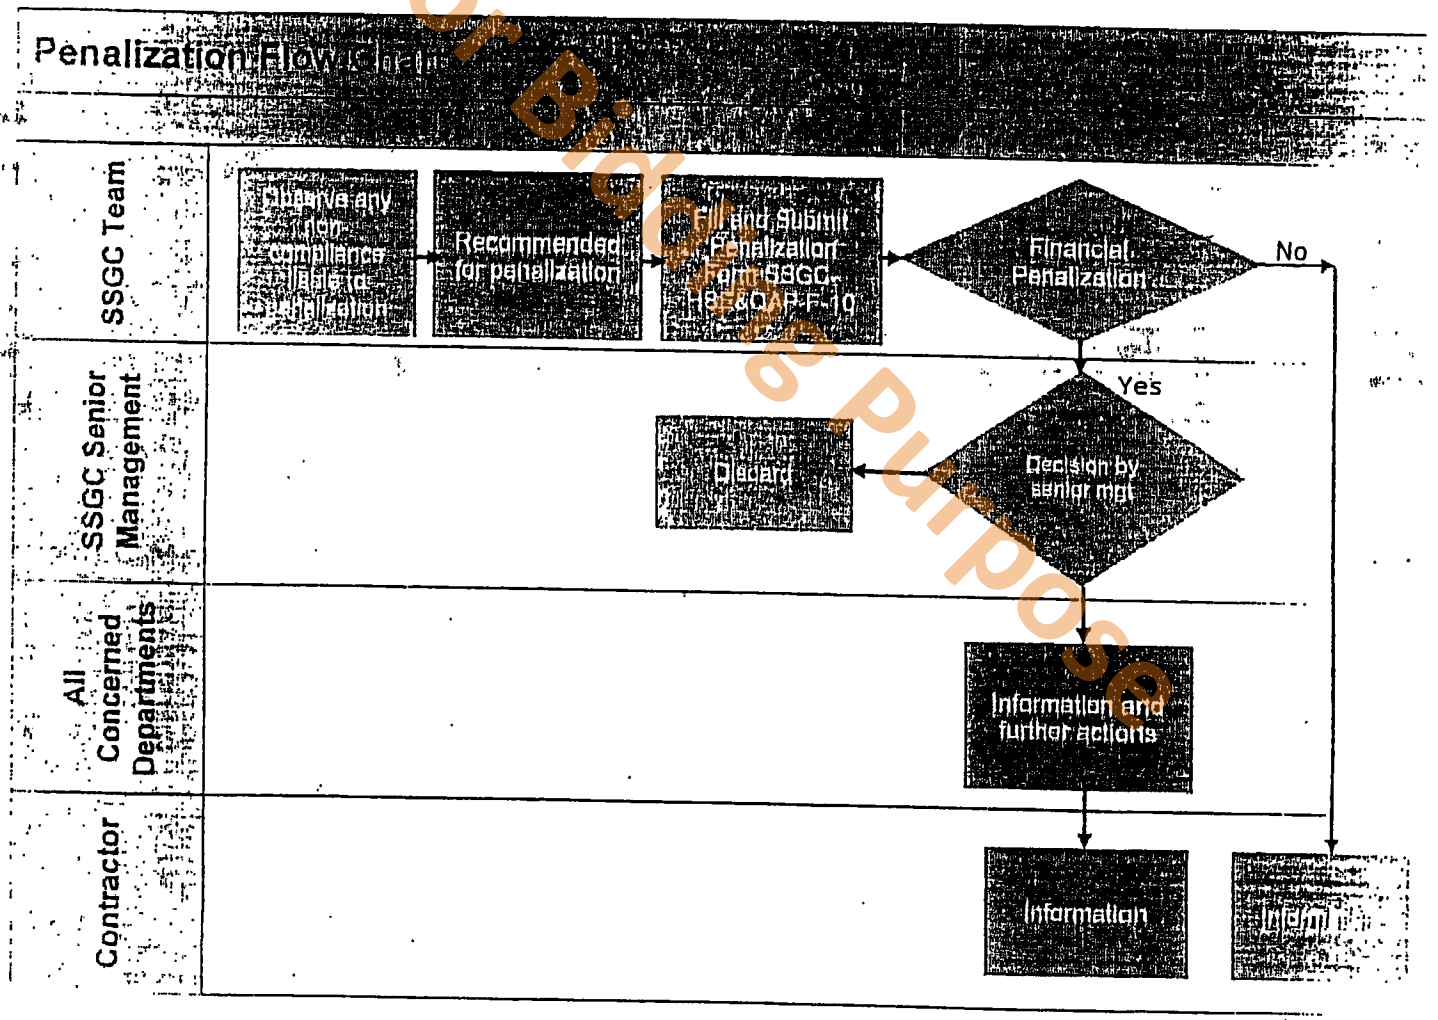 Penalization Flow Chart
SSGC Team
Observe any
non
compliance
liable to
penalization
Recommended
for penalization
Fill and Submit
Penalization
Form SSGC-
HSE&QAP-F-10
Financial
Penalization
No
SSGC Senior
Management
Yes
Discard
Decision by
senior mgt
All
Concerned
Departments
Information and
further actions
Contractor
Information
or Bidding Purpose